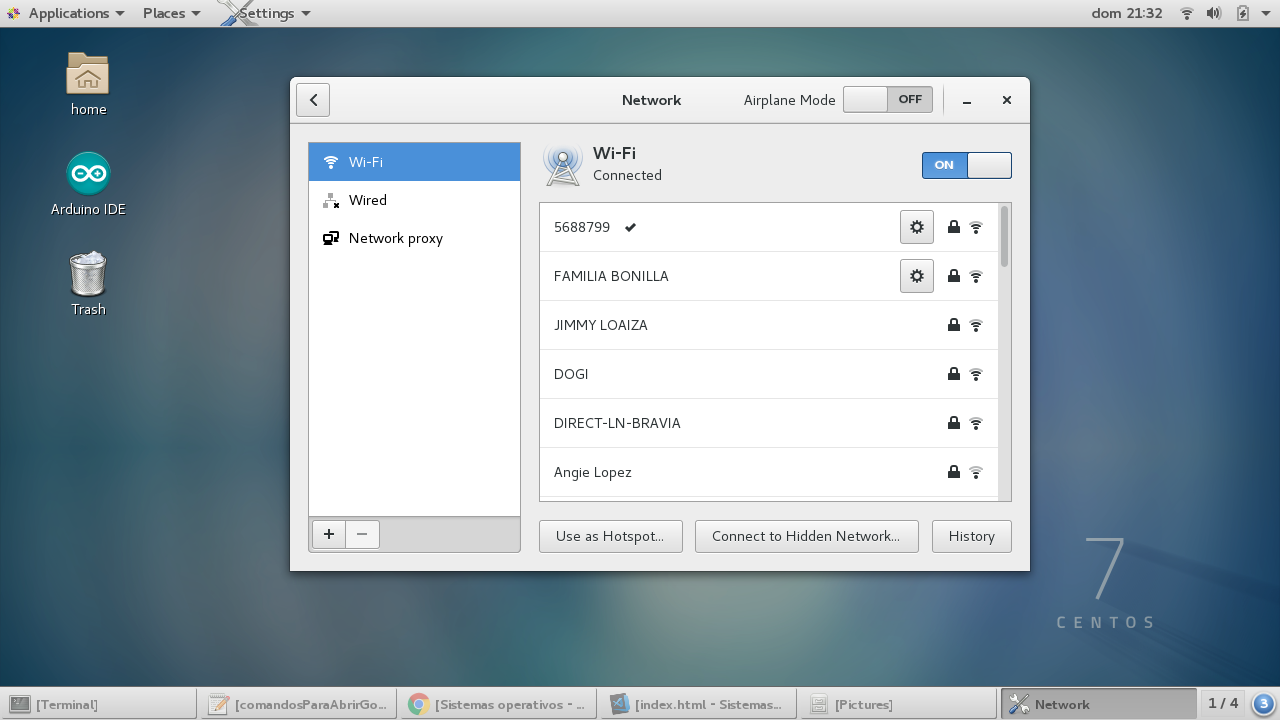 Applications Places Settings dom 21:32
home
Arduino IDE
Trash
Network Airplane Mode OFF
Wi-Fi
Wired
Network proxy
Wi-Fi
Connected
ON
5688799
FAMILIA BONILLA
JIMMY LOAIZA
DOGI
DIRECT-LN-BRAVIA
Angie Lopez
Use as Hotspot... Connect to Hidden Network... History
7
CENTOS
[Terminal] [comandosParaAbrirGo... [Sistemas operativos - ... [index.html - Sistemas... [Pictures] Network 1 / 4 3